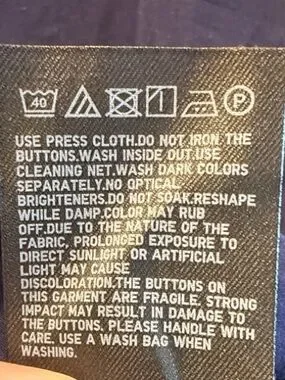 40 P
USE PRESS CLOTH.DO NOT IRON THE
BUTTONS.WASH INSIDE OUT.USE
CLEANING NET.WASH DARK COLORS
SEPARATELY.NO OPTICAL
BRIGHTENERS.DO NOT SOAK.RESHAPE
WHILE DAMP.COLOR MAY RUB
OFF.DUE TO THE NATURE OF THE
FABRIC, PROLONGED EXPOSURE TO
DIRECT SUNLIGHT OR ARTIFICIAL
LIGHT MAY CAUSE
DISCOLORATION.THE BUTTONS ON
THIS GARMENT ARE FRAGILE. STRONG
IMPACT MAY RESULT IN DAMAGE TO
THE BUTTONS. PLEASE HANDLE WITH
CARE. USE A WASH BAG WHEN
WASHING.